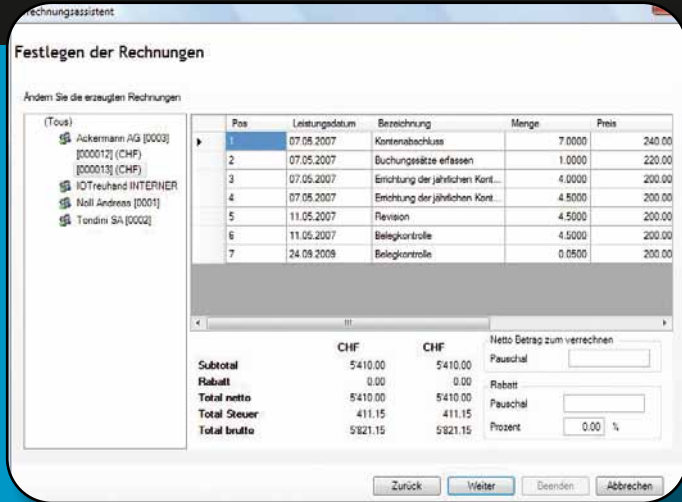 echnungsassistent
Festlegen der Rechnungen
Ändern Sie die erzeugten Rechnungen
(Tous)
Ackermann AG [0003]
[000012] (CHF)
[000013] (CHF)
IOTreuhand INTERNER
Noll Andreas [0001]
Tondini SA [0002]
Pos Leistungsdatum Bezeichnung Menge Preis
1 07.05.2007 Kontenabschluss 7.0000 240.00
2 07.05.2007 Buchungssätze erfassen 1.0000 220.00
3 07.05.2007 Errichtung der jährlichen Kont... 4.0000 200.00
4 07.05.2007 Errichtung der jährlichen Kont... 4.5000 200.00
5 11.05.2007 Revision 4.5000 200.00
6 11.05.2007 Belegkontrolle 4.5000 200.00
7 24.09.2009 Belegkontrolle 0.0500 200.00
CHF CHF
Subtotal 5'410.00 5'410.00
Rabatt 0.00 0.00
Total netto 5'410.00 5'410.00
Total Steuer 411.15 411.15
Total brutto 5'821.15 5'821.15
Netto Betrag zum verrechnen
Pauschal
Rabatt
Pauschal
Prozent 0.00 %
Zurück Weiter Beenden Abbrechen